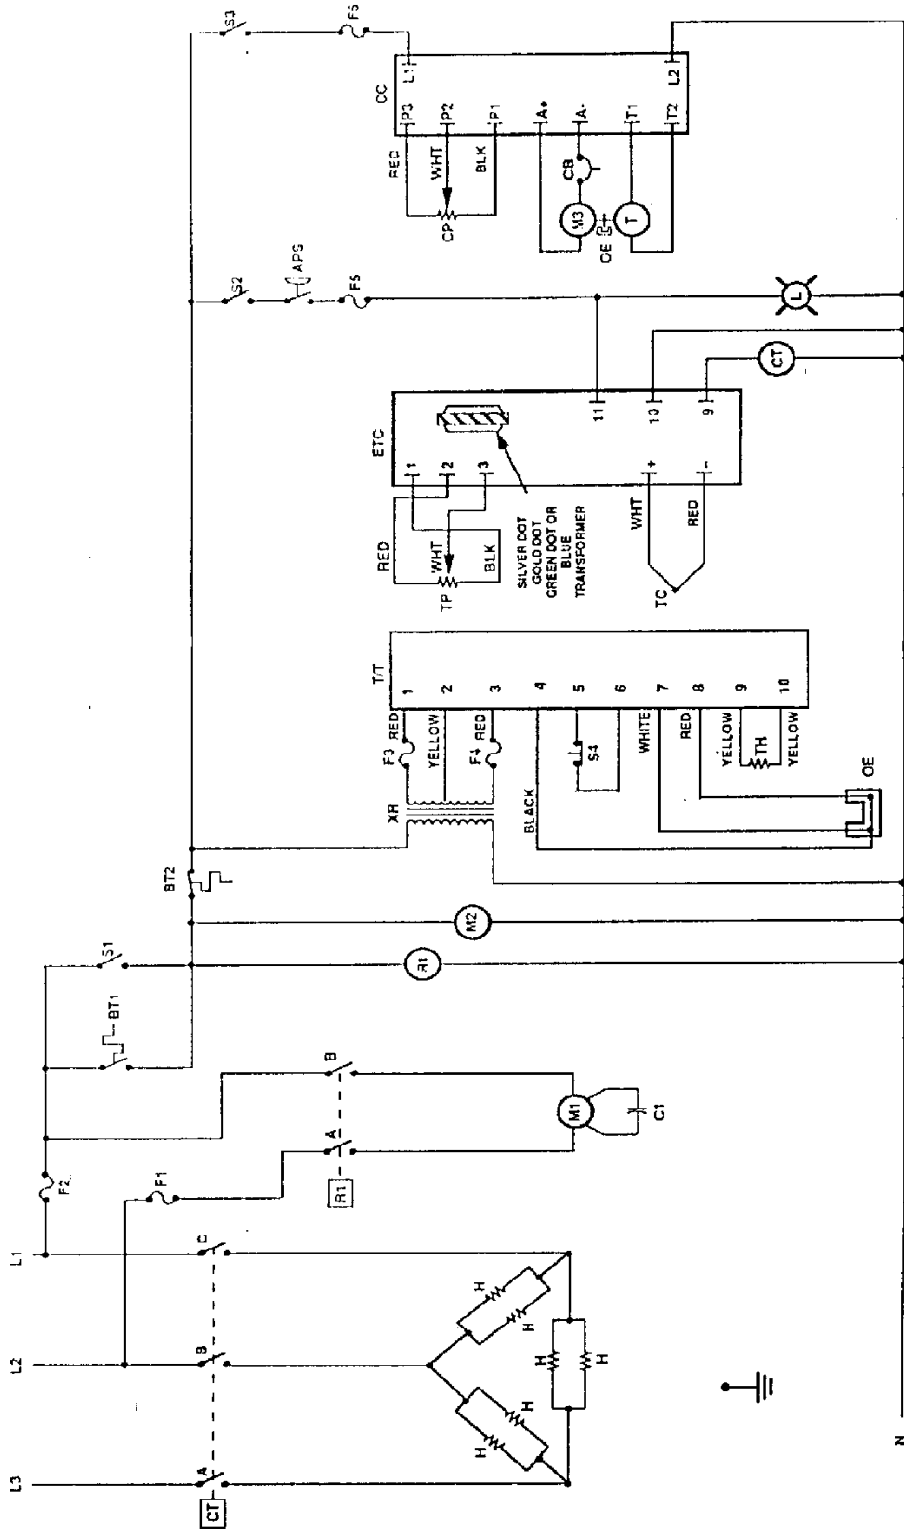 S3
F6
CC
L1
L2
P3
P2
P1
A+
A-
T1
T2
RED
WHT
BLK
CP
CB
M3
OE
T
S2
APS
F5
L
CT
ETC
11
10
9
1
2
3
+
-
RED
WHT
BLK
TP
SILVER DOT
GOLD DOT
GREEN DOT OR
BLUE
TRANSFORMER
WHT
RED
TC
T/T
1
2
3
4
5
6
7
8
9
10
RED
YELLOW
RED
F3
F4
XR
BLACK
S4
WHITE
RED
YELLOW
TH
YELLOW
OE
BT2
M2
S1
R1
BT1
B
A
R1
M1
C1
F2
F1
L1
L2
L3
C
B
A
CT
H
H
H
H
H
H
N